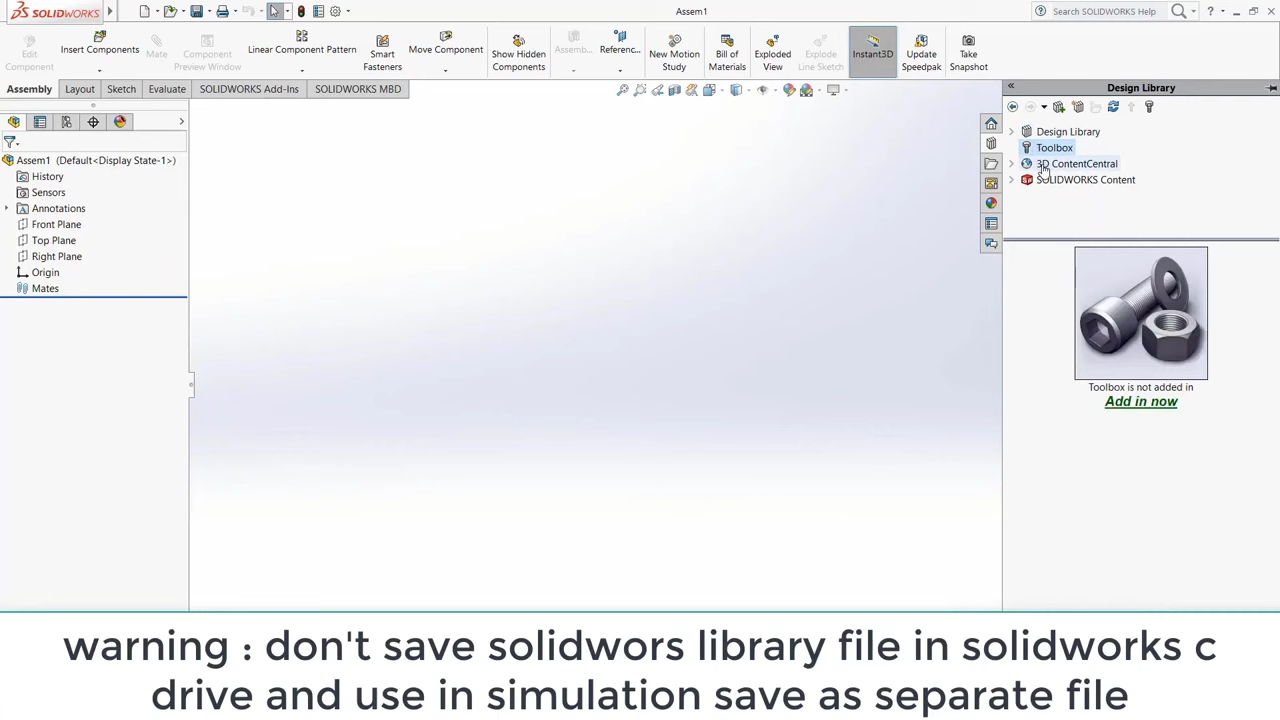 SOLIDWORKS
Assem1
Search SOLIDWORKS Help
Edit Component
Insert Components
Mate
Component Preview Window
Linear Component Pattern
Smart Fasteners
Move Component
Show Hidden Components
Assemb...
Referenc...
New Motion Study
Bill of Materials
Exploded View
Explode Line Sketch
Instant3D
Update Speedpak
Take Snapshot
Assembly
Layout
Sketch
Evaluate
SOLIDWORKS Add-Ins
SOLIDWORKS MBD
Assem1 (Default<Display State-1>)
History
Sensors
Annotations
Front Plane
Top Plane
Right Plane
Origin
Mates
Design Library
Design Library
Toolbox
3D ContentCentral
SOLIDWORKS Content
Toolbox is not added in
Add in now
warning : don't save solidwors library file in solidworks c
drive and use in simulation save as separate file